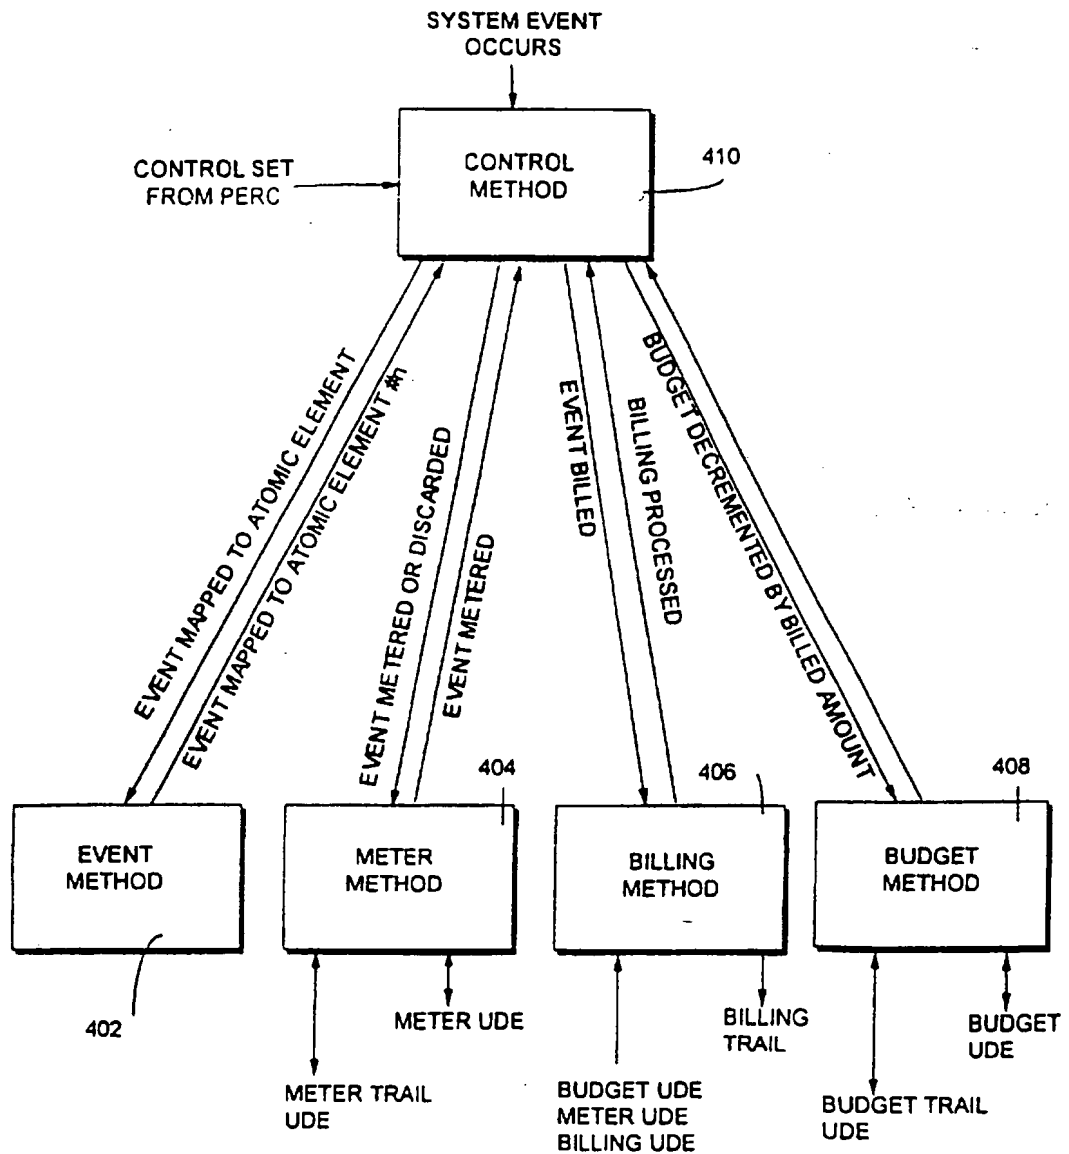 SYSTEM EVENT
OCCURS
CONTROL
METHOD
410
CONTROL SET
FROM PERC
EVENT MAPPED TO ATOMIC ELEMENT
EVENT MAPPED TO ATOMIC ELEMENT #n
EVENT METERED OR DISCARDED
EVENT METERED
EVENT BILLED
BILLING PROCESSED
BUDGET DECREMENTED BY BILLED AMOUNT
404
406
408
EVENT
METHOD
METER
METHOD
BILLING
METHOD
BUDGET
METHOD
402
METER UDE
METER TRAIL
UDE
BUDGET UDE
METER UDE
BILLING UDE
BILLING
TRAIL
BUDGET TRAIL
UDE
BUDGET
UDE